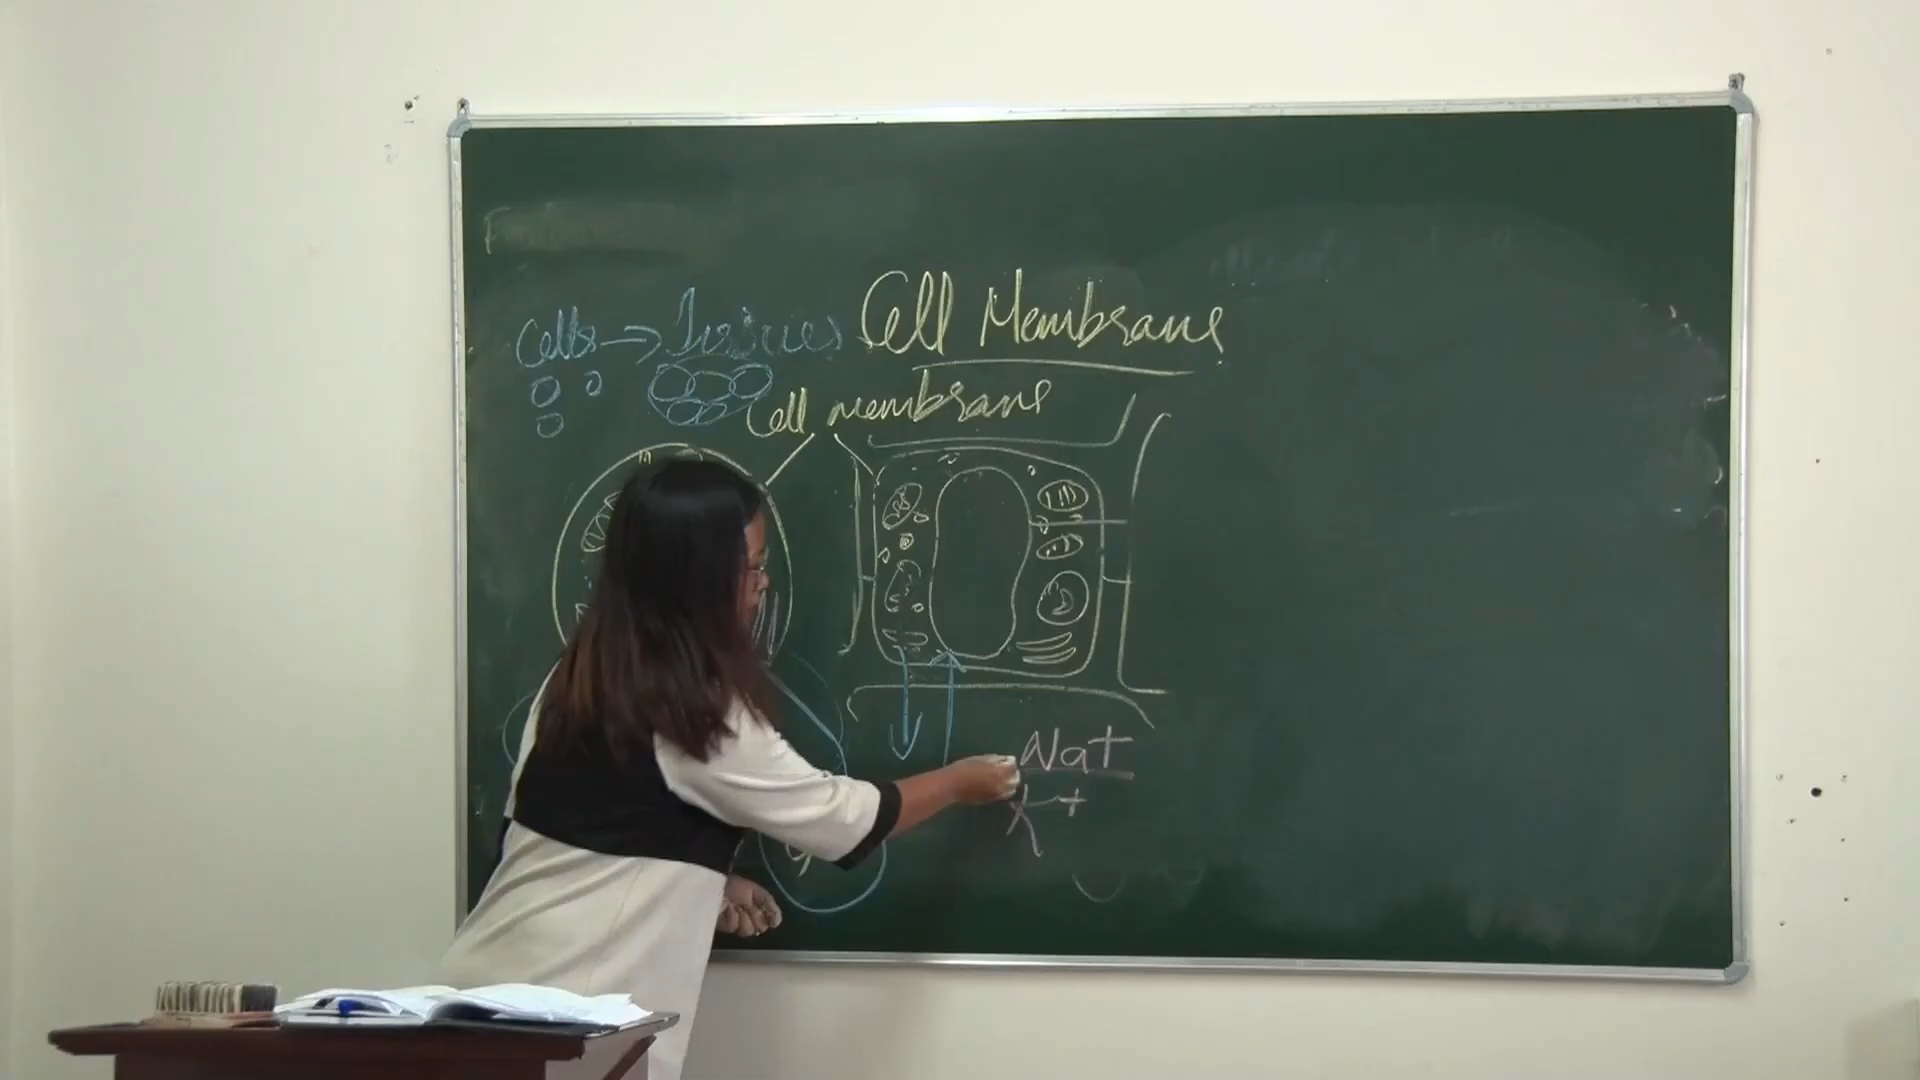 Cells → Tissues
Cell Membrane
Cell membrane
Na+
K+